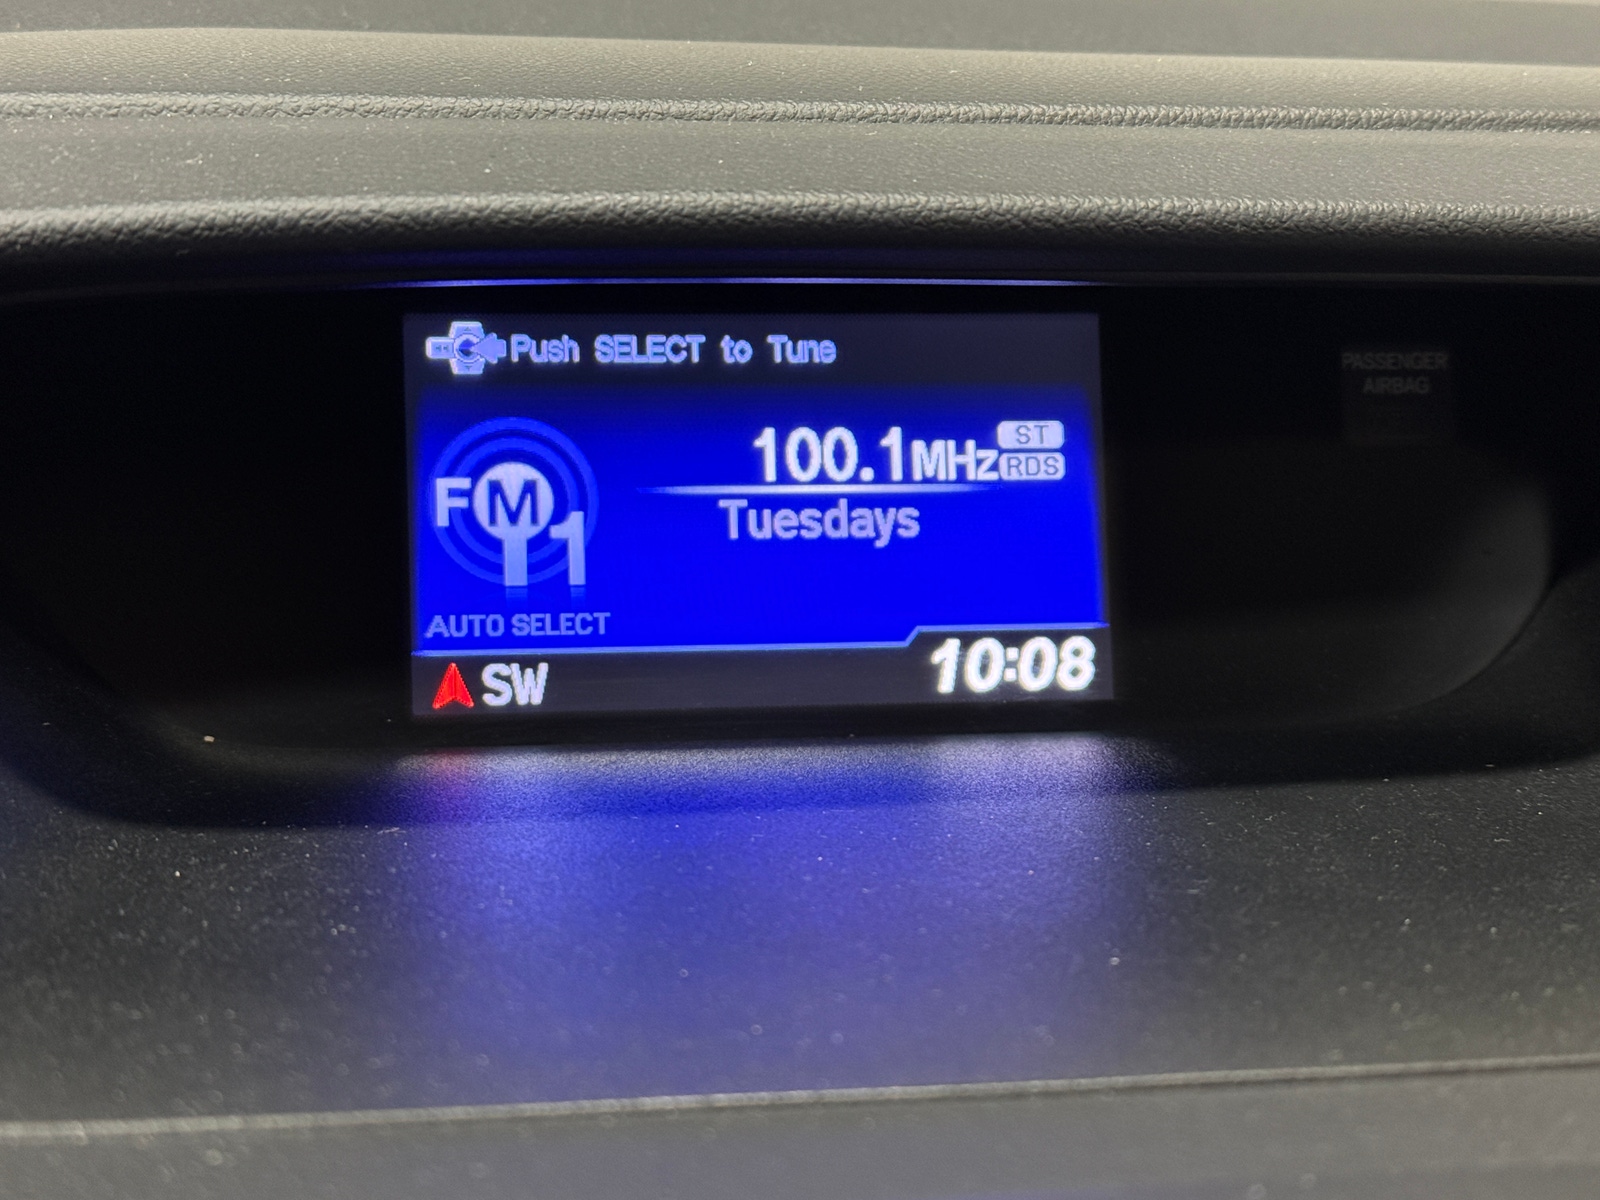 Push SELECT to Tune
100.1MHz ST
RDS
FM1
Tuesdays
AUTO SELECT
SW
10:08
PASSENGER
AIRBAG